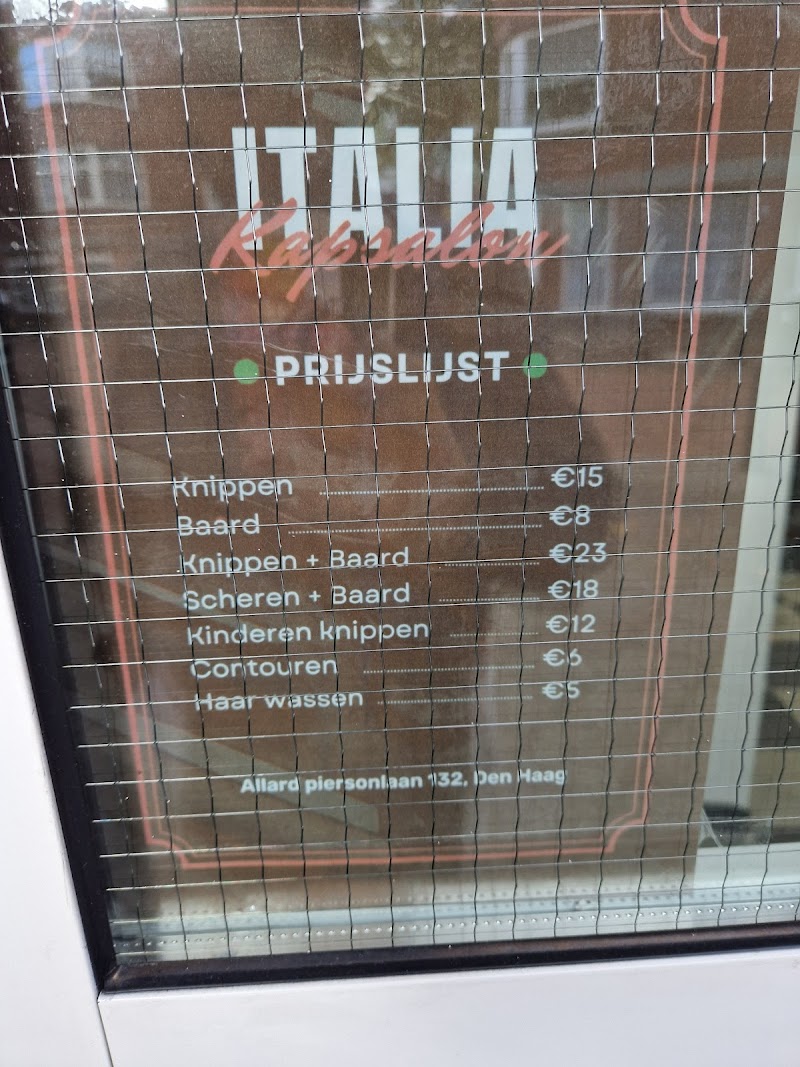 ITALIA
Kapsalon
PRIJSLIJST
Knippen €15
Baard €8
Knippen + Baard €23
Scheren + Baard €18
Kinderen knippen €12
Contouren €6
Haar wassen €5
Allard piersonlaan 132, Den Haag